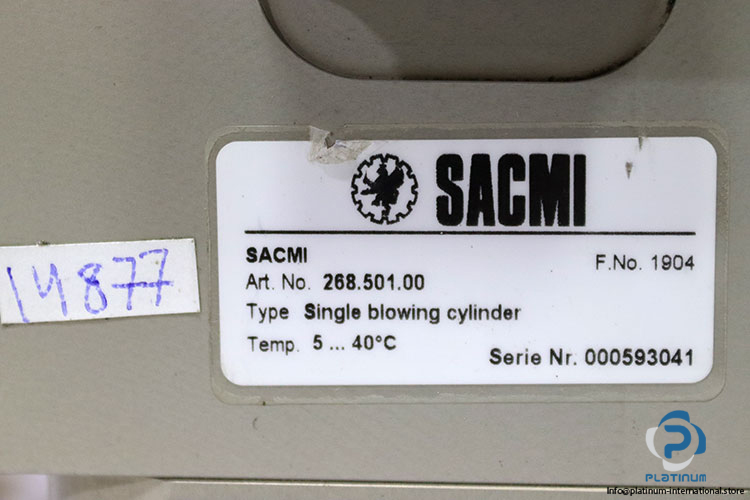 SACMI
SACMI
F.No. 1904
Art. No. 268.501.00
Type Single blowing cylinder
Temp. 5 ... 40°C
Serie Nr. 000593041
14877
PLATINUM
info@platinum-international.store